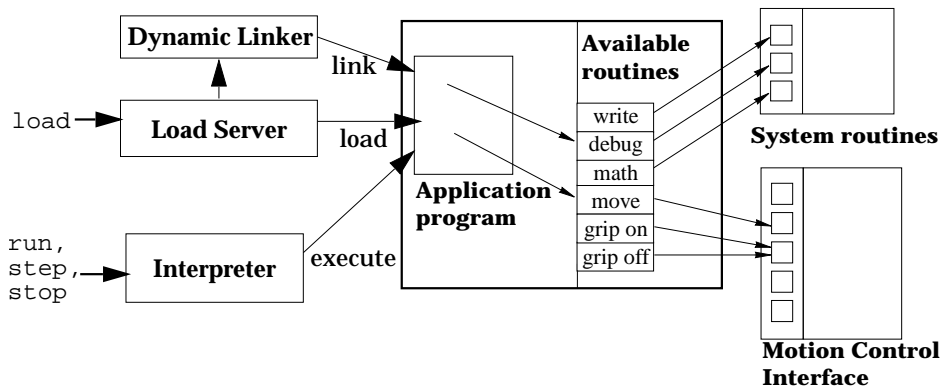 Dynamic Linker
link
load
Load Server
load
run,
step,
stop
Interpreter
execute
Application
program
Available
routines
write
debug
math
move
grip on
grip off
System routines
Motion Control
Interface